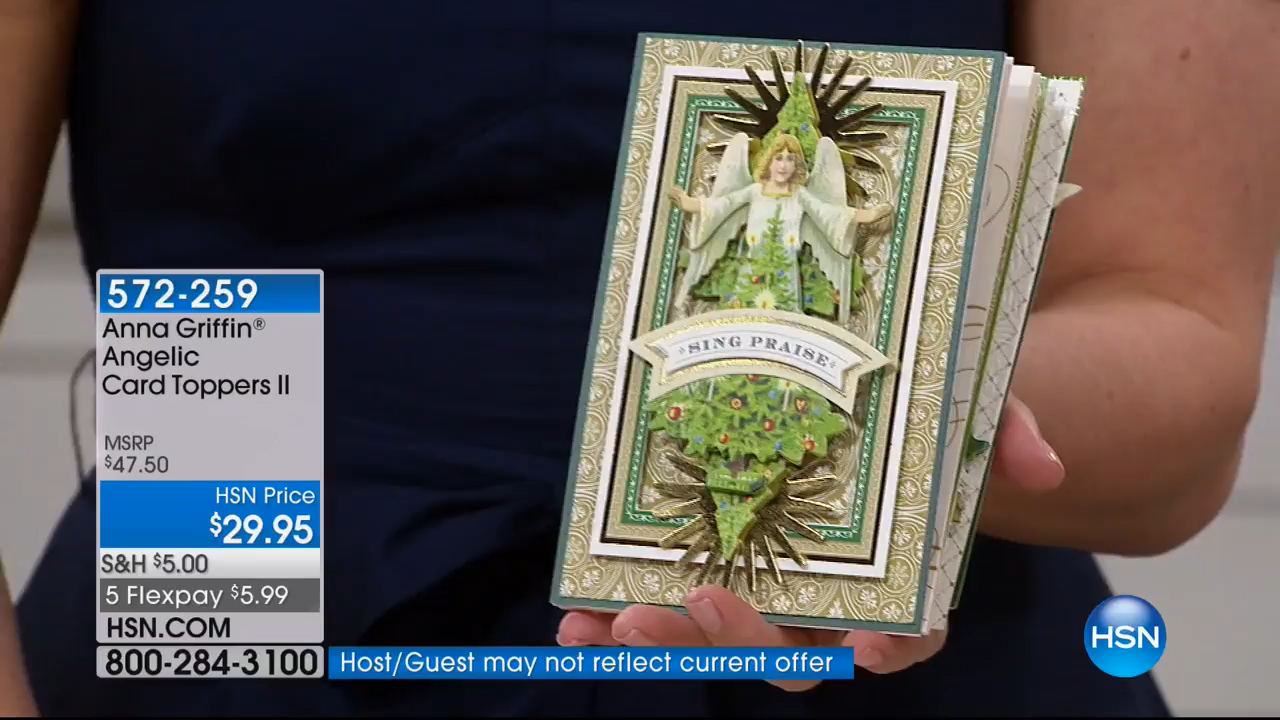 SING PRAISE
572-259
Anna Griffin®
Angelic
Card Toppers II
MSRP
$47.50
HSN Price
$29.95
S&H $5.00
5 Flexpay $5.99
HSN.COM
800-284-3100
Host/Guest may not reflect current offer
HSN